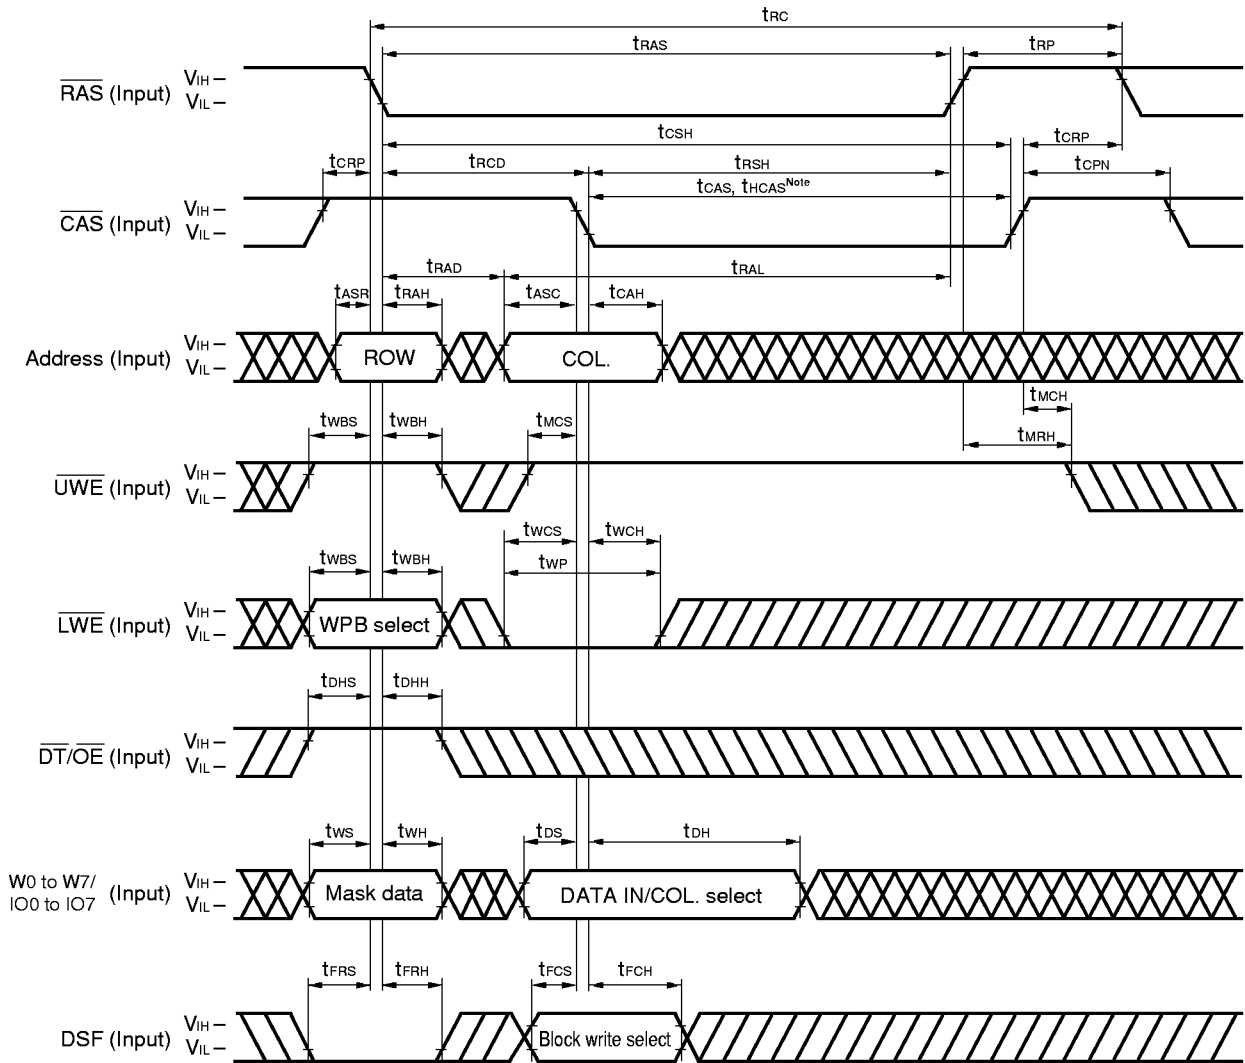 tRC
tRAS
tRP
RAS (Input)
VIH –
VIL –
tCSH
tCRP
tRCD
tRSH
tCRP
tCAS, tHCAS Note
tCPN
CAS (Input)
VIH –
VIL –
tRAD
tRAL
tASR
tRAH
tASC
tCAH
Address (Input)
VIH –
VIL –
ROW
COL.
tMCH
tWBS
tWBH
tMCS
tMRH
UWE (Input)
VIH –
VIL –
tWCS
tWCH
tWBS
tWBH
tWP
LWE (Input)
VIH –
VIL –
WPB select
tDHS
tDHH
DT/OE (Input)
VIH –
VIL –
tWS
tWH
tDS
tDH
W0 to W7/
IO0 to IO7
(Input)
VIH –
VIL –
Mask data
DATA IN/COL. select
tFRS
tFRH
tFCS
tFCH
DSF (Input)
VIH –
VIL –
Block write select